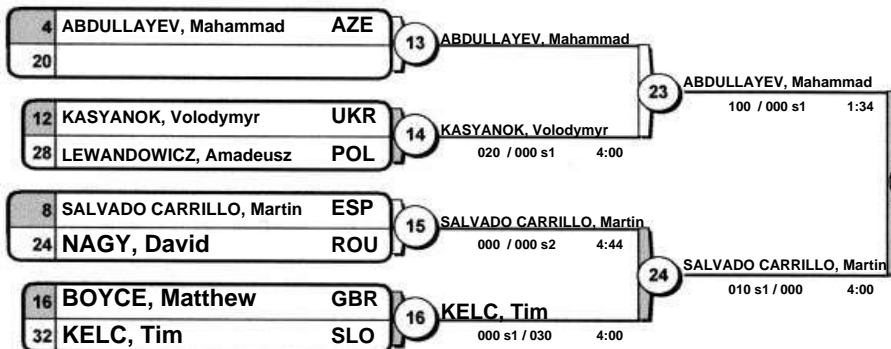 4 ABDULLAYEV, Mahammad AZE
20
13 ABDULLAYEV, Mahammad
12 KASYANOK, Volodymyr UKR
28 LEWANDOWICZ, Amadeusz POL
14 KASYANOK, Volodymyr
020 / 000 s1 4:00
23 ABDULLAYEV, Mahammad
100 / 000 s1 1:34
8 SALVADO CARRILLO, Martin ESP
24 NAGY, David ROU
15 SALVADO CARRILLO, Martin
000 / 000 s2 4:44
16 BOYCE, Matthew GBR
32 KELC, Tim SLO
16 KELC, Tim
000 s1 / 030 4:00
24 SALVADO CARRILLO, Martin
010 s1 / 000 4:00